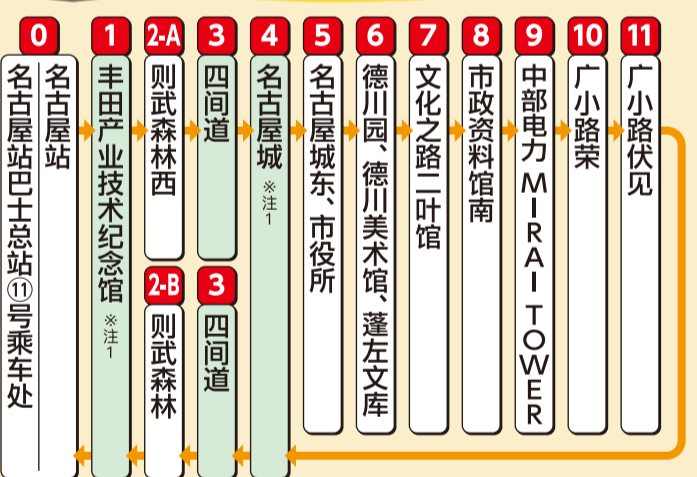 0
名古屋站
名古屋站巴士总站⑪号乘车处
1
丰田产业技术纪念馆 ※注1
2-A
则武森林西
3
四间道
4
名古屋城 ※注1
5
名古屋城东、市役所
6
德川园、德川美术馆、蓬左文库
7
文化之路二叶馆
8
市政资料馆南
9
中部电力 MIRAI TOWER
10
广小路荣
11
广小路伏见
2-B
则武森林
3
四间道